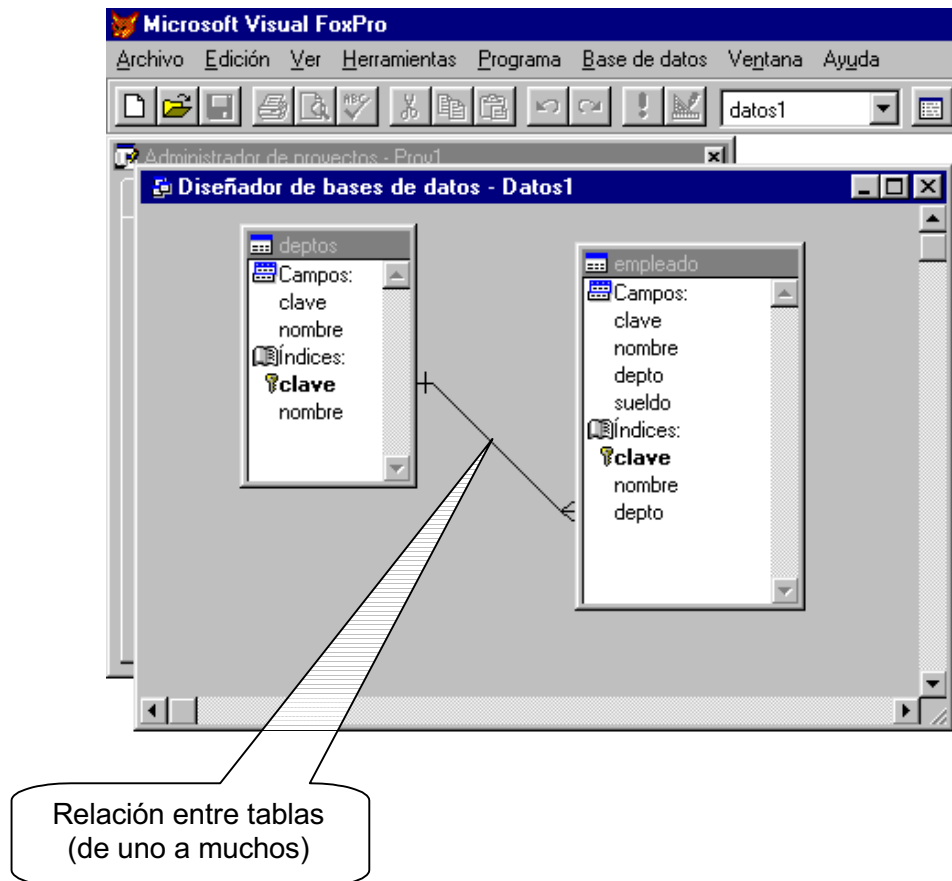 Microsoft Visual FoxPro
Archivo Edición Ver Herramientas Programa Base de datos Ventana Ayuda
datos1
Administrador de proyectos - Proy1
Diseñador de bases de datos - Datos1
deptos
Campos:
clave
nombre
Índices:
clave
nombre
empleado
Campos:
clave
nombre
depto
sueldo
Índices:
clave
nombre
depto
Relación entre tablas
(de uno a muchos)